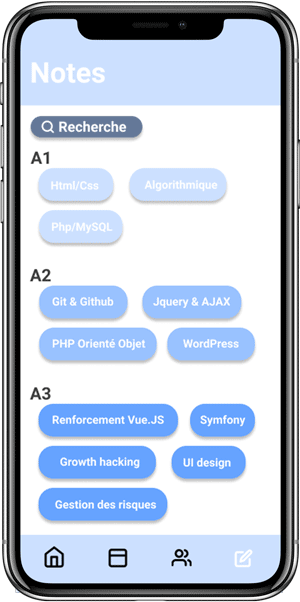 Notes
Recherche
A1
Html/Css Algorithmique
Php/MySQL
A2
Git & Github Jquery & AJAX
PHP Orienté Objet WordPress
A3
Renforcement Vue.JS Symfony
Growth hacking UI design
Gestion des risques